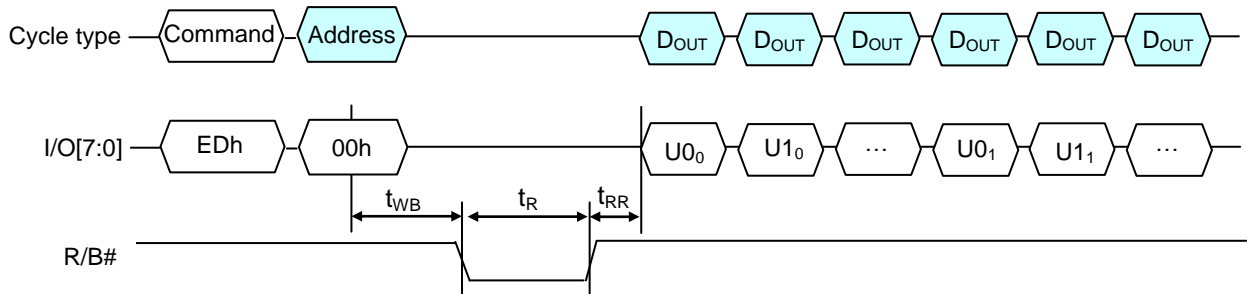 Cycle type Command Address DOUT DOUT DOUT DOUT DOUT DOUT
I/O[7:0] EDh 00h U00 U10 ... U01 U11 ...
tWB tR tRR
R/B#